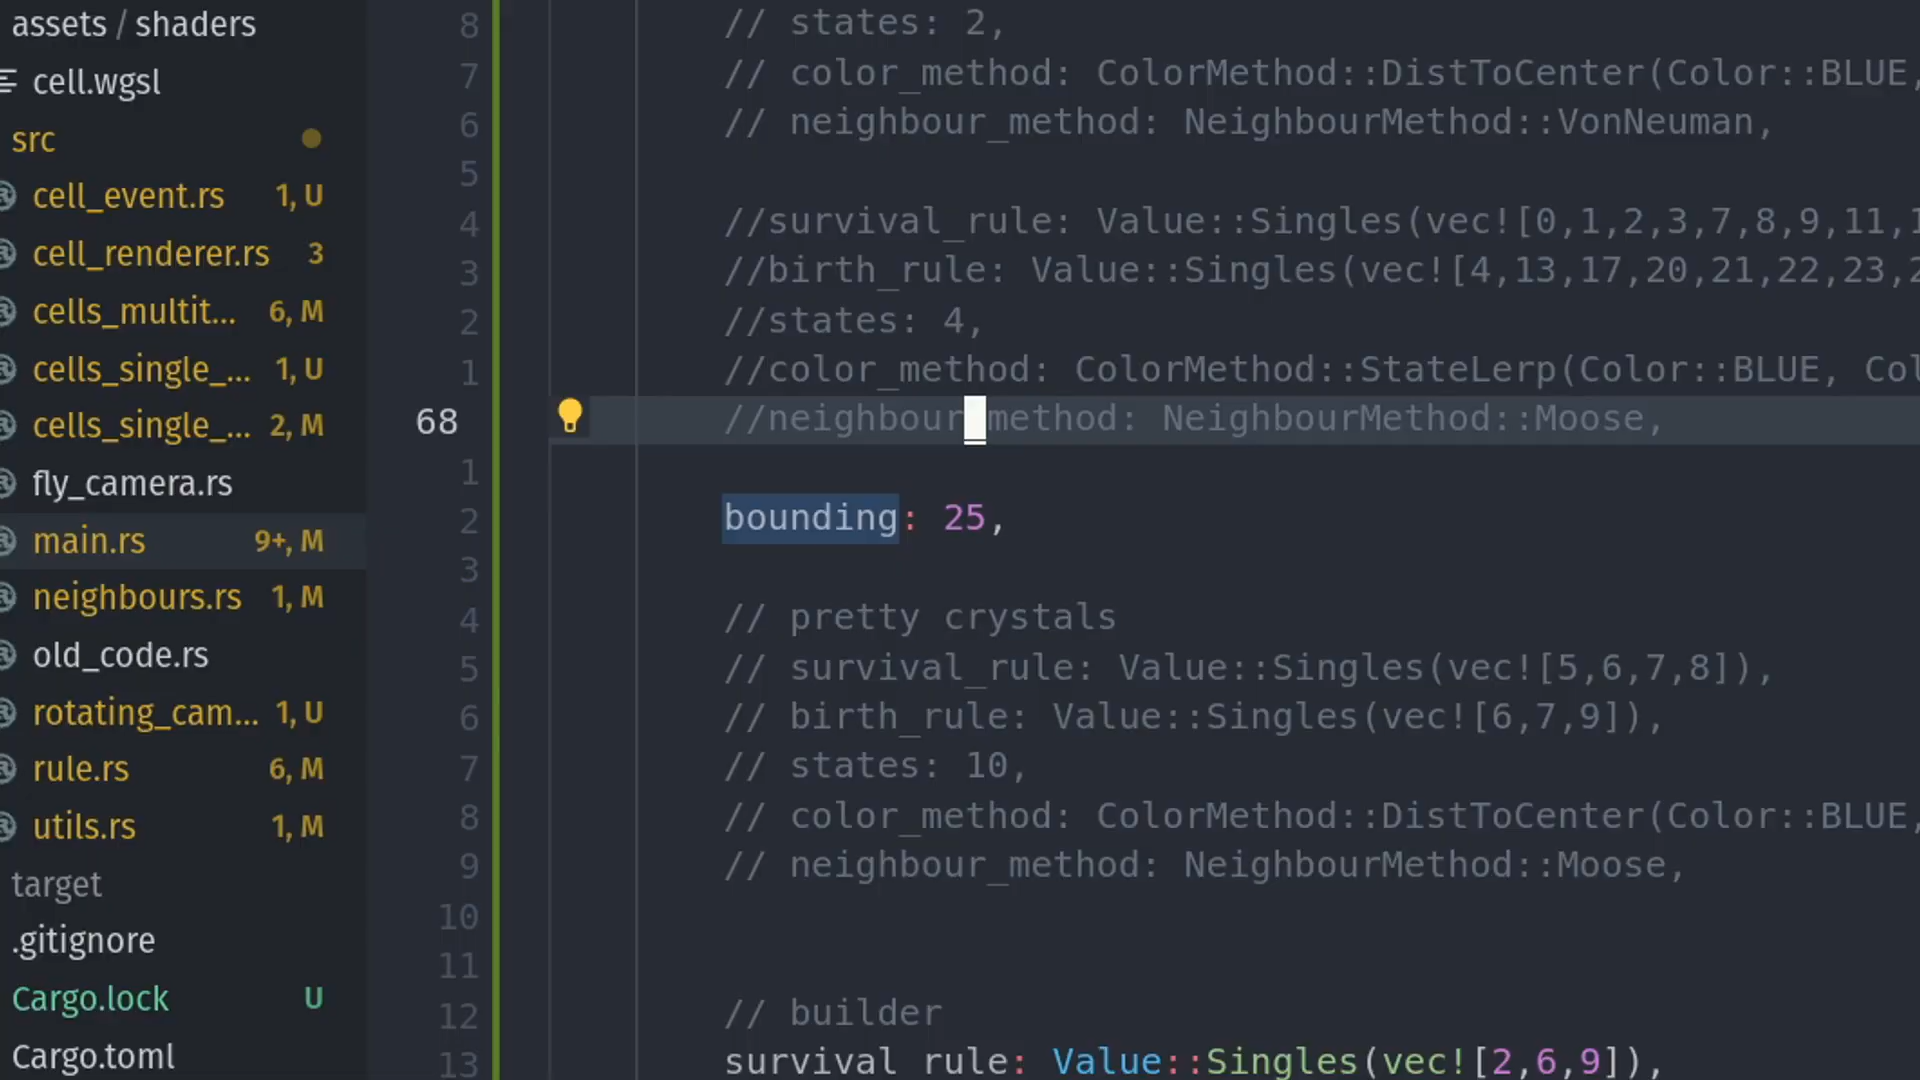 assets / shaders
cell.wgsl
src
cell_event.rs 1, U
cell_renderer.rs 3
cells_multit... 6, M
cells_single_... 1, U
cells_single_... 2, M
fly_camera.rs
main.rs 9+, M
neighbours.rs 1, M
old_code.rs
rotating_cam... 1, U
rule.rs 6, M
utils.rs 1, M
target
.gitignore
Cargo.lock U
Cargo.toml
8 // states: 2,
7 // color_method: ColorMethod::DistToCenter(Color::BLUE,
6 // neighbour_method: NeighbourMethod::VonNeuman,
5
4 //survival_rule: Value::Singles(vec![0,1,2,3,7,8,9,11,1
3 //birth_rule: Value::Singles(vec![4,13,17,20,21,22,23,2
2 //states: 4,
1 //color_method: ColorMethod::StateLerp(Color::BLUE, Col
68 //neighbour_method: NeighbourMethod::Moose,
1
2 bounding: 25,
3
4 // pretty crystals
5 // survival_rule: Value::Singles(vec![5,6,7,8]),
6 // birth_rule: Value::Singles(vec![6,7,9]),
7 // states: 10,
8 // color_method: ColorMethod::DistToCenter(Color::BLUE,
9 // neighbour_method: NeighbourMethod::Moose,
10
11
12 // builder
13 survival_rule: Value::Singles(vec![2,6,9]),